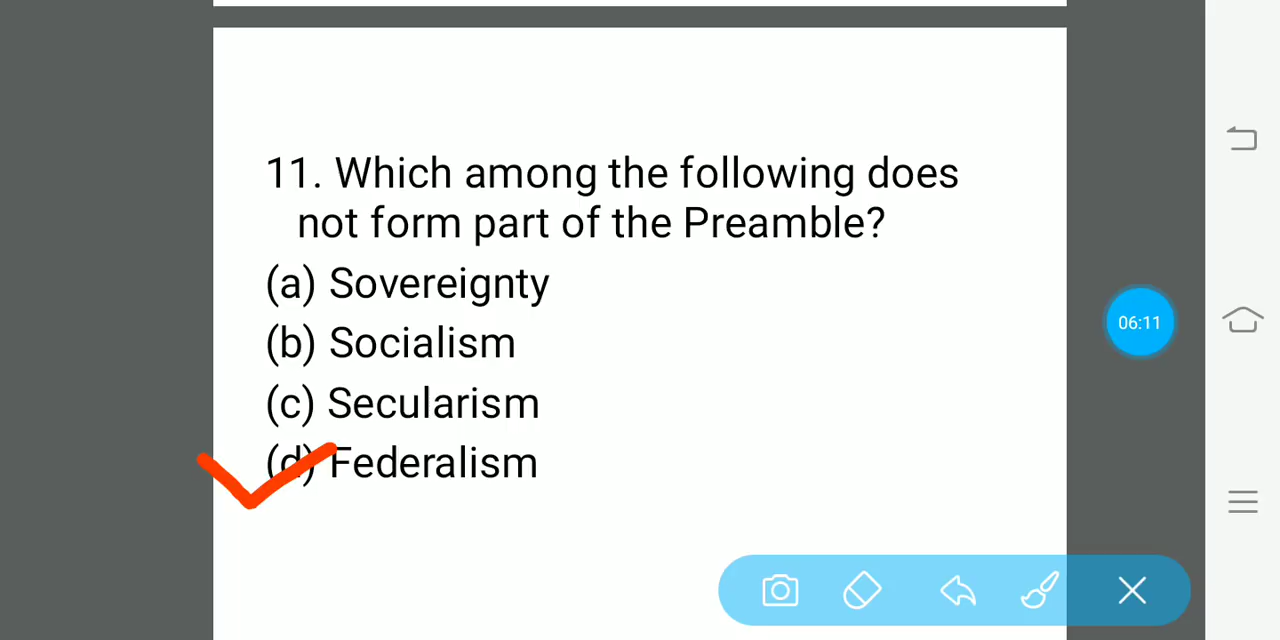 11. Which among the following does
not form part of the Preamble?
(a) Sovereignty
(b) Socialism
(c) Secularism
(d) Federalism
06:11